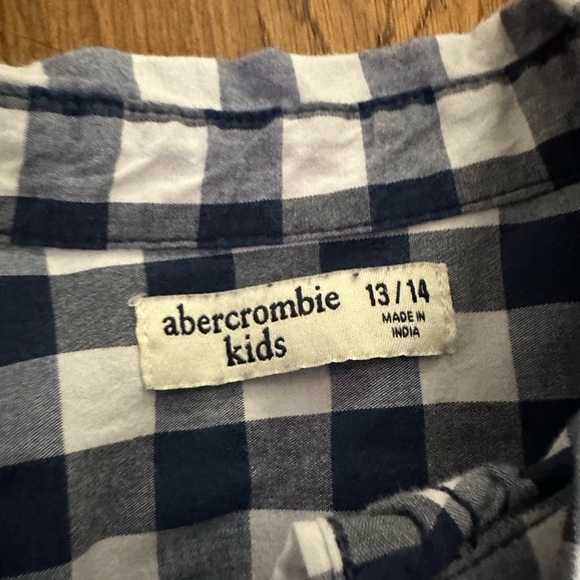 abercrombie
kids
13/14
MADE IN
INDIA